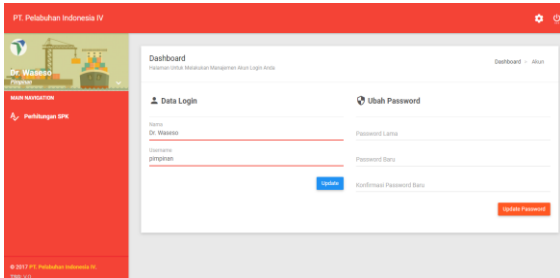 PT. Pelabuhan Indonesia IV
Dr. Waseso
Pimpinan
MAIN NAVIGATION
Perhitungan SPK
Dashboard
Halaman Untuk Melakukan Manajemen Akun Login Anda
Dashboard > Akun
Data Login
Nama
Dr. Waseso
Username
pimpinan
Update
Ubah Password
Password Lama
Password Baru
Konfirmasi Password Baru
Update Password
© 2017 PT. Pelabuhan Indonesia IV.